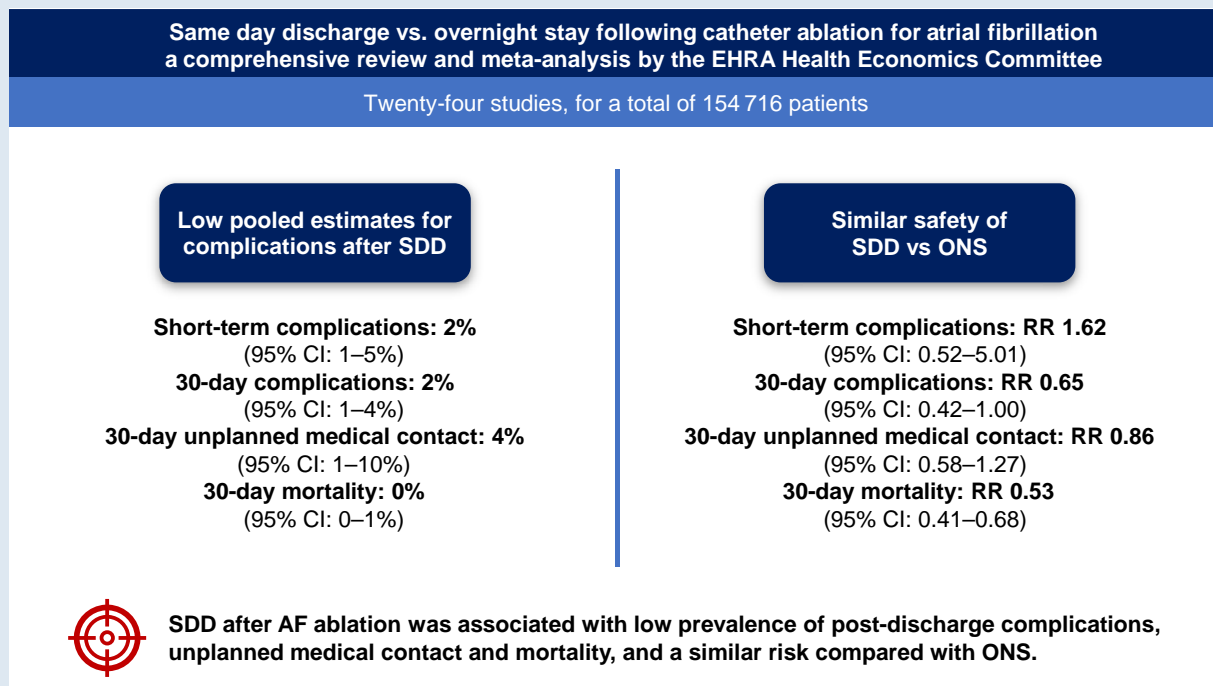 Same day discharge vs. overnight stay following catheter ablation for atrial fibrillation
a comprehensive review and meta-analysis by the EHRA Health Economics Committee
Twenty-four studies, for a total of 154 716 patients
Low pooled estimates for
complications after SDD
Short-term complications: 2%
(95% CI: 1–5%)
30-day complications: 2%
(95% CI: 1–4%)
30-day unplanned medical contact: 4%
(95% CI: 1–10%)
30-day mortality: 0%
(95% CI: 0–1%)
Similar safety of
SDD vs ONS
Short-term complications: RR 1.62
(95% CI: 0.52–5.01)
30-day complications: RR 0.65
(95% CI: 0.42–1.00)
30-day unplanned medical contact: RR 0.86
(95% CI: 0.58–1.27)
30-day mortality: RR 0.53
(95% CI: 0.41–0.68)
SDD after AF ablation was associated with low prevalence of post-discharge complications,
unplanned medical contact and mortality, and a similar risk compared with ONS.